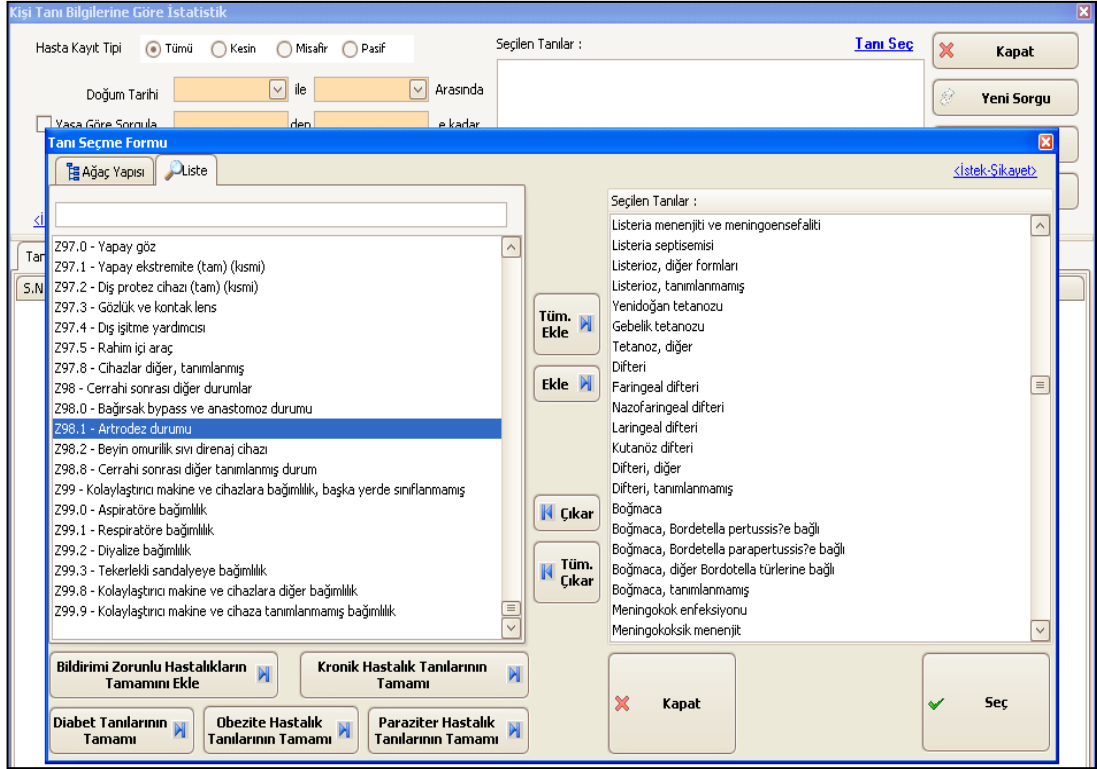 Kişi Tanı Bilgilerine Göre İstatistik
Hasta Kayıt Tipi Tümü Kesin Misafir Pasif
Seçilen Tanılar : Tanı Seç
Kapat
Doğum Tarihi ile Arasında
Yeni Sorgu
Yaşa Göre Sorgula den e kadar
Tanı Seçme Formu
Ağaç Yapısı Liste
<İstek-Şikayet>
Z97.0 - Yapay göz
Z97.1 - Yapay ekstremite (tam) (kısmi)
Z97.2 - Diş protez cihazı (tam) (kısmi)
Z97.3 - Gözlük ve kontak lens
Z97.4 - Dış işitme yardımcısı
Z97.5 - Rahim içi araç
Z97.8 - Cihazlar diğer, tanımlanmış
Z98 - Cerrahi sonrası diğer durumlar
Z98.0 - Bağırsak bypass ve anastomoz durumu
Z98.1 - Artrodez durumu
Z98.2 - Beyin omurilik sıvı direnaj cihazı
Z98.8 - Cerrahi sonrası diğer tanımlanmış durum
Z99 - Kolaylaştırıcı makine ve cihazlara bağımlılık, başka yerde sınıflanmamış
Z99.0 - Aspiratöre bağımlılık
Z99.1 - Respiratöre bağımlılık
Z99.2 - Diyalize bağımlılık
Z99.3 - Tekerlekli sandalyeye bağımlılık
Z99.8 - Kolaylaştırıcı makine ve cihazlara diğer bağımlılık
Z99.9 - Kolaylaştırıcı makine ve cihaza tanımlanmamış bağımlılık
Tüm.
Ekle
Ekle
Çıkar
Tüm.
Çıkar
Seçilen Tanılar :
Listeria menenjiti ve meningoensefaliti
Listeria septisemisi
Listerioz, diğer formları
Listerioz, tanımlanmamış
Yenidoğan tetanozu
Gebelik tetanozu
Tetanoz, diğer
Difteri
Faringeal difteri
Nazofaringeal difteri
Laringeal difteri
Kutanöz difteri
Difteri, diğer
Difteri, tanımlanmamış
Boğmaca
Boğmaca, Bordetella pertussis?e bağlı
Boğmaca, Bordetella parapertussis?e bağlı
Boğmaca, diğer Bordotella türlerine bağlı
Boğmaca, tanımlanmamış
Meningokok enfeksiyonu
Meningokoksik menenjit
Bildirimi Zorunlu Hastalıkların
Tamamını Ekle
Kronik Hastalık Tanılarının
Tamamı
Diabet Tanılarının
Tamamı
Obezite Hastalık
Tanılarının Tamamı
Paraziter Hastalık
Tanılarının Tamamı
Kapat
Seç